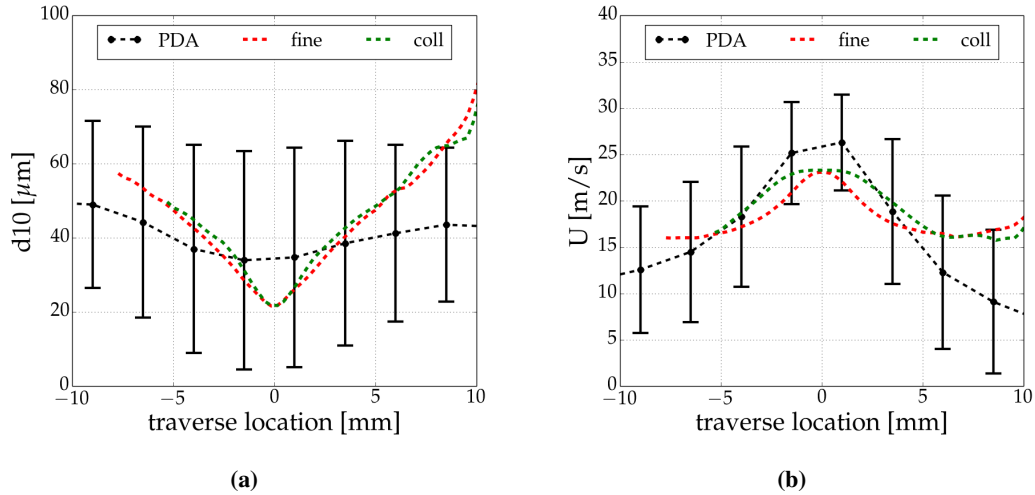 100
80
60
40
20
0
d10 [μm]
PDA fine coll
−10 −5 0 5 10
traverse location [mm]
(a)
40
35
30
25
20
15
10
5
0
U [m/s]
PDA fine coll
−10 −5 0 5 10
traverse location [mm]
(b)